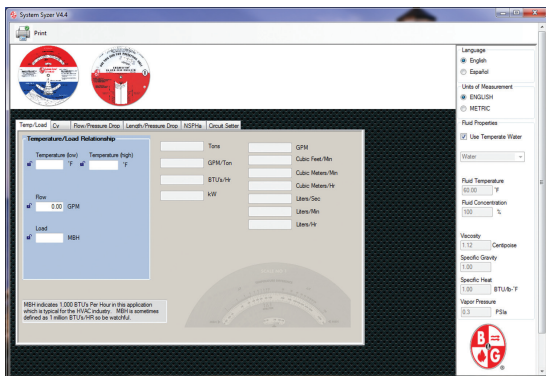 System Syzer V4.4
Print
Language
English
Español
Units of Measurement
ENGLISH
METRIC
Fluid Properties
Use Temperate Water
Water
Fluid Temperature
60.00 °F
Fluid Concentration
100 %
Viscosity
1.12 Centipoise
Specific Gravity
1.00
Specific Heat
1.00 BTU/lb-°F
Vapor Pressure
0.3 PSIa
B G
Temp/Load Cv Flow/Pressure Drop Length/Pressure Drop NSPHa Circuit Setter
Temperature/Load Relationship
Temperature (low) Temperature (high)
°F °F
Flow
0.00 GPM
Load
MBH
Tons
GPM/Ton
BTU's/Hr
kW
GPM
Cubic Feet/Min
Cubic Meters/Min
Cubic Meters/Hr
Liters/Sec
Liters/Min
Liters/Hr
MBH indicates 1,000 BTU's Per Hour in this application
which is typical for the HVAC industry. MBH is sometimes
defined as 1 million BTU's/HR so be watchful.